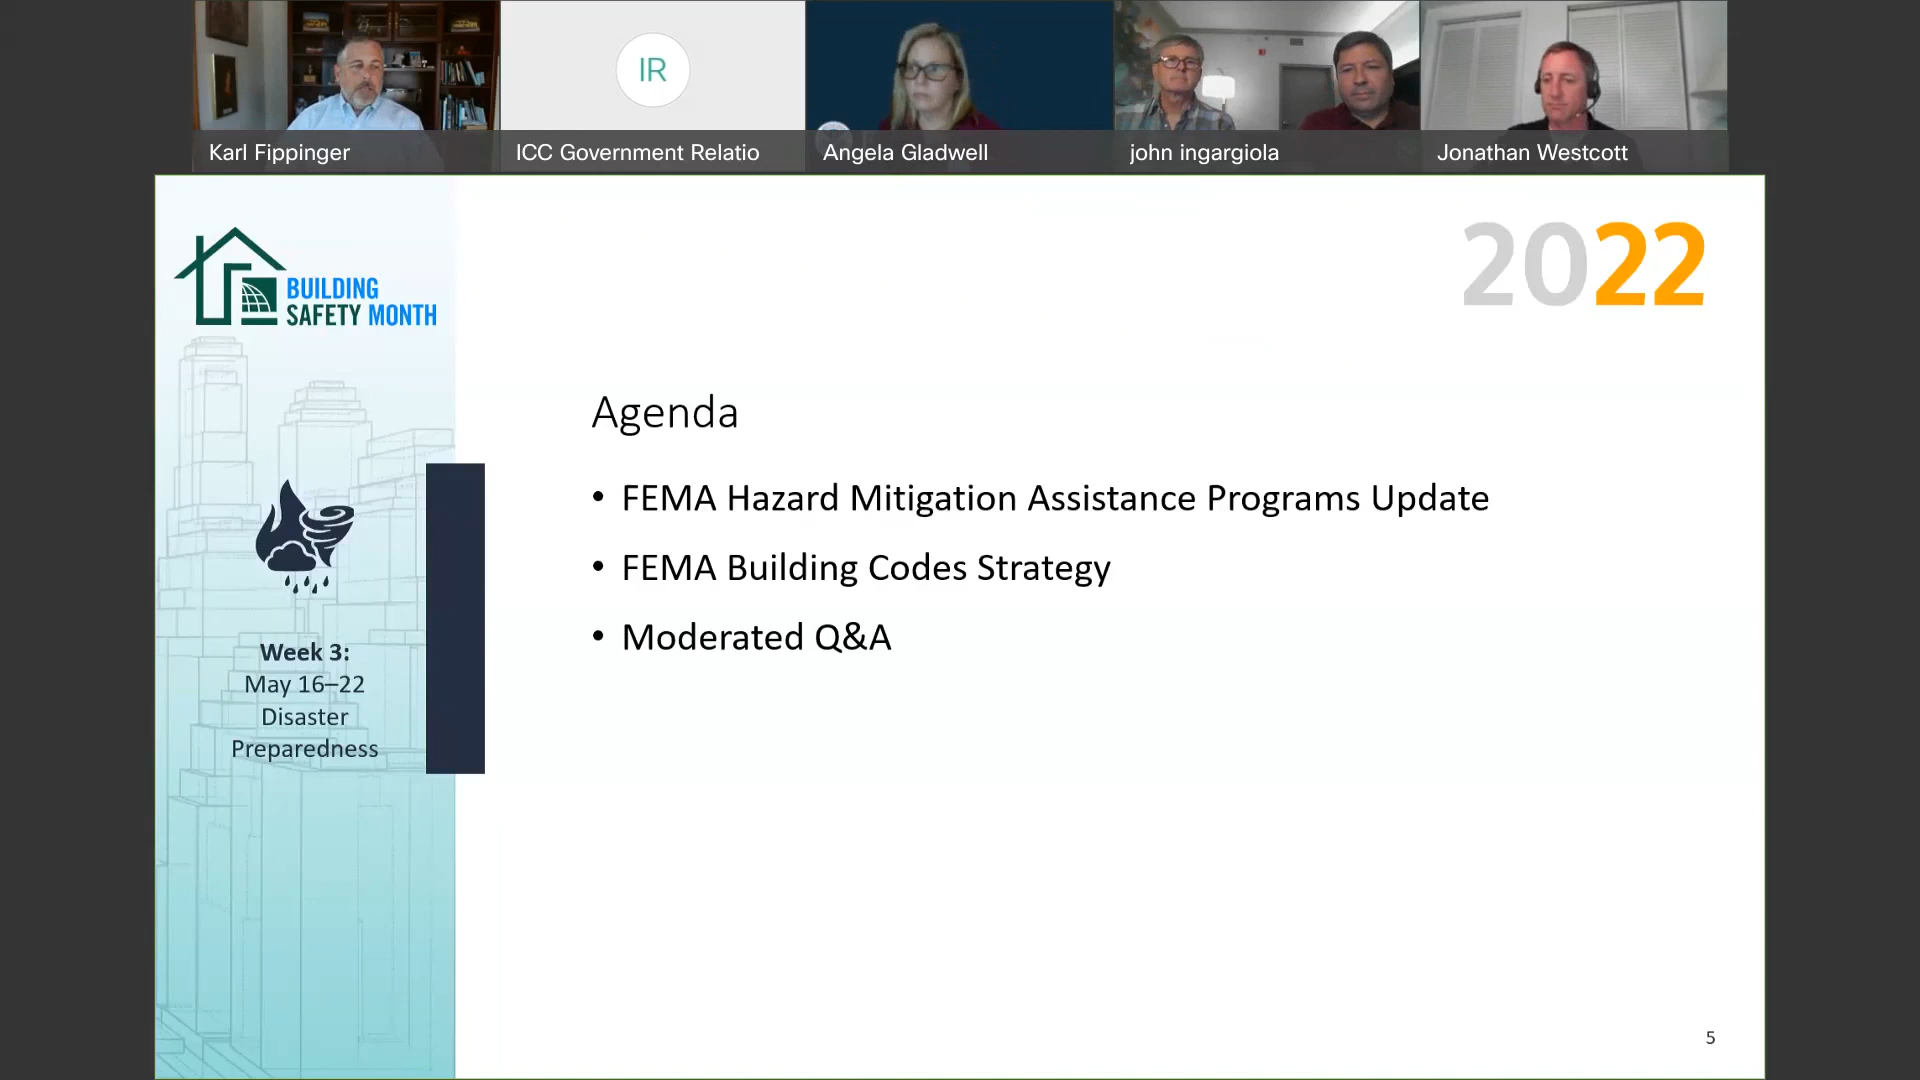 IR
Karl Fippinger
ICC Government Relatio
Angela Gladwell
john ingargiola
Jonathan Westcott
BUILDING
SAFETY MONTH
2022
Agenda
• FEMA Hazard Mitigation Assistance Programs Update
• FEMA Building Codes Strategy
• Moderated Q&A
Week 3:
May 16–22
Disaster
Preparedness
5